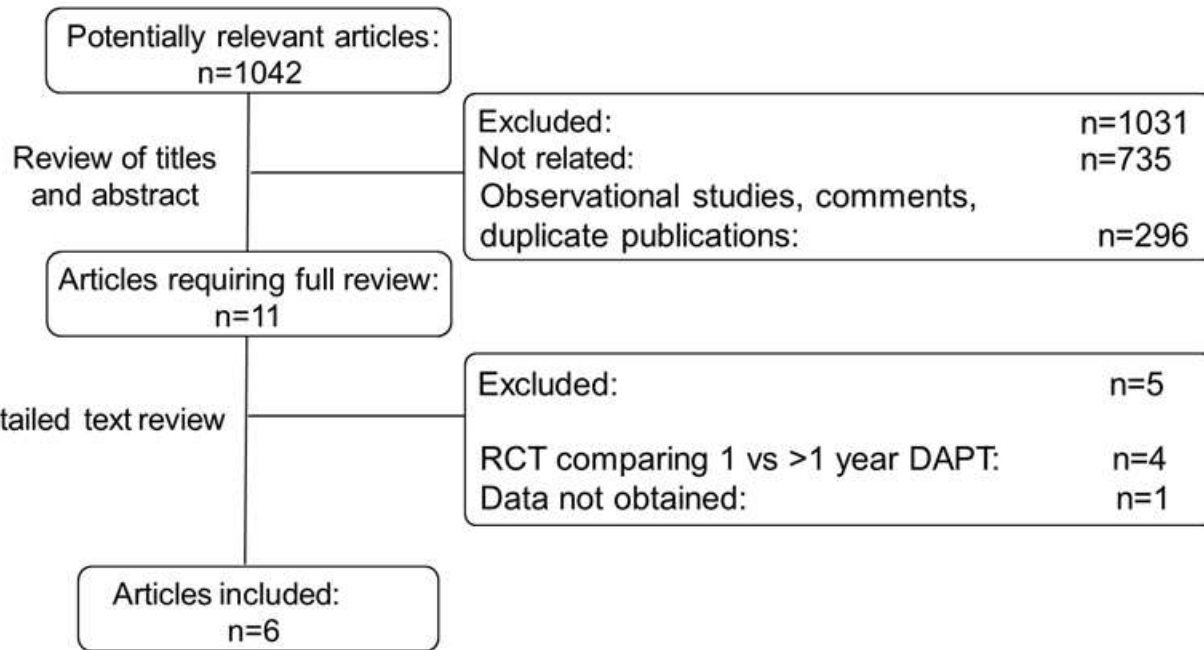 Potentially relevant articles:
n=1042
Review of titles
and abstract
Excluded: n=1031
Not related: n=735
Observational studies, comments,
duplicate publications: n=296
Articles requiring full review:
n=11
tailed text review
Excluded: n=5
RCT comparing 1 vs >1 year DAPT: n=4
Data not obtained: n=1
Articles included:
n=6